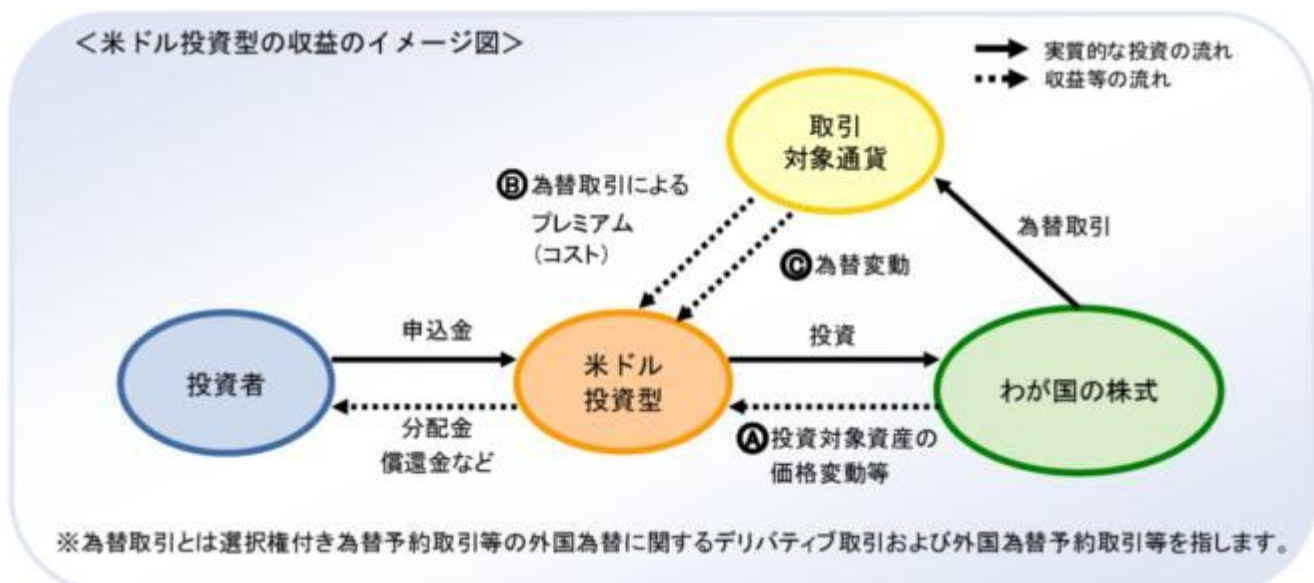 ＜米ドル投資型の収益のイメージ図＞
実質的な投資の流れ
収益等の流れ
取引
対象通貨
Ⓑ為替取引による
プレミアム
（コスト）
為替取引
Ⓒ為替変動
申込金
投資
投資者
米ドル
投資型
わが国の株式
分配金
償還金など
Ⓐ投資対象資産の
価格変動等
※為替取引とは選択権付き為替予約取引等の外国為替に関するデリバティブ取引および外国為替予約取引等を指します。